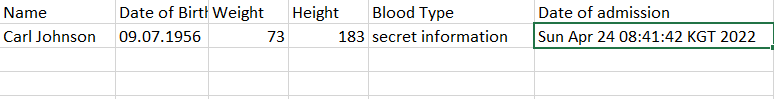 Name Date of Birth Weight Height Blood Type Date of admission
Carl Johnson 09.07.1956 73 183 secret information Sun Apr 24 08:41:42 KGT 2022